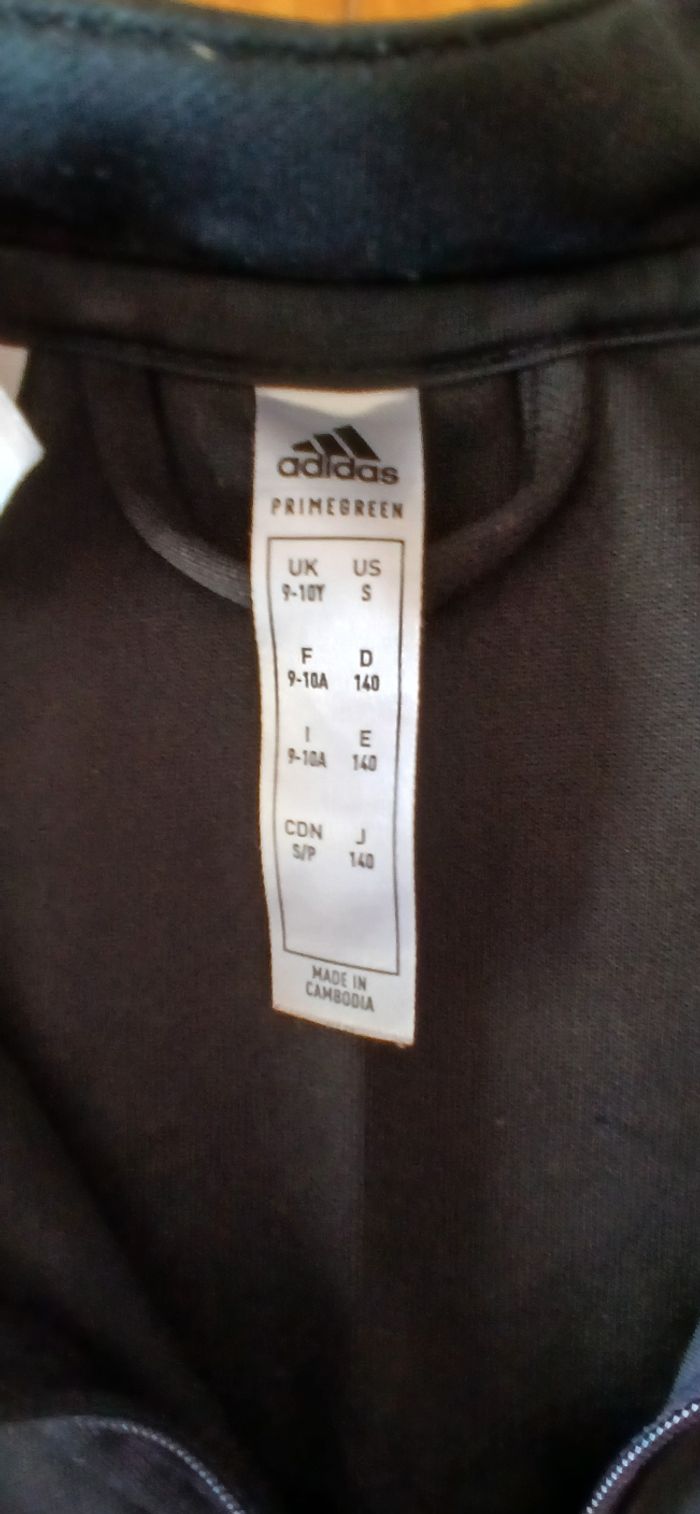 adidas
PRIMEGREEN
UK US
9-10Y S
F D
9-10A 140
I E
9-10A 140
CDN J
S/P 140
MADE IN
CAMBODIA